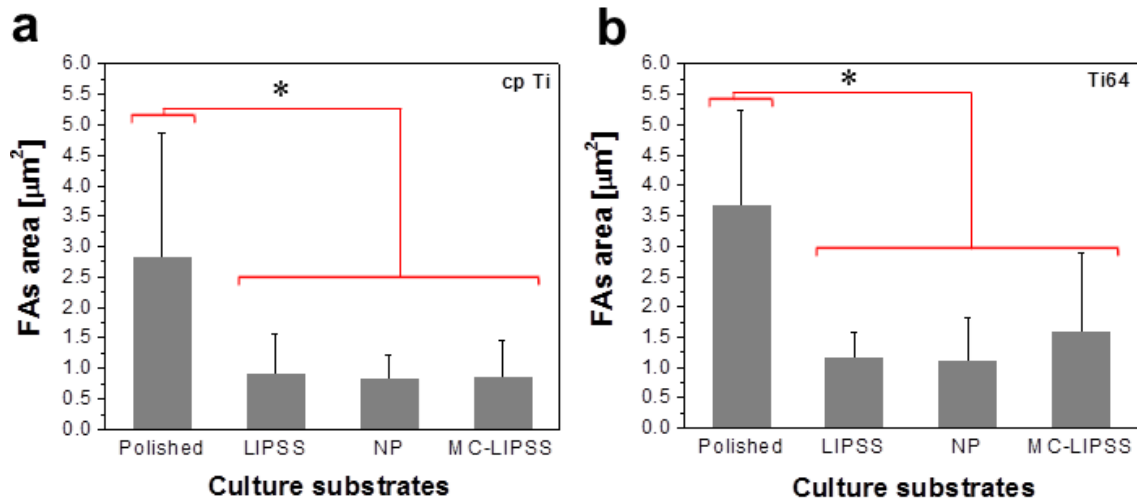 a
cp Ti
*
FAs area [µm²]
6.0
5.5
5.0
4.5
4.0
3.5
3.0
2.5
2.0
1.5
1.0
0.5
0.0
Polished LIPSS NP MC-LIPSS
Culture substrates
b
Ti64
*
FAs area [µm²]
6.0
5.5
5.0
4.5
4.0
3.5
3.0
2.5
2.0
1.5
1.0
0.5
0.0
Polished LIPSS NP MC-LIPSS
Culture substrates